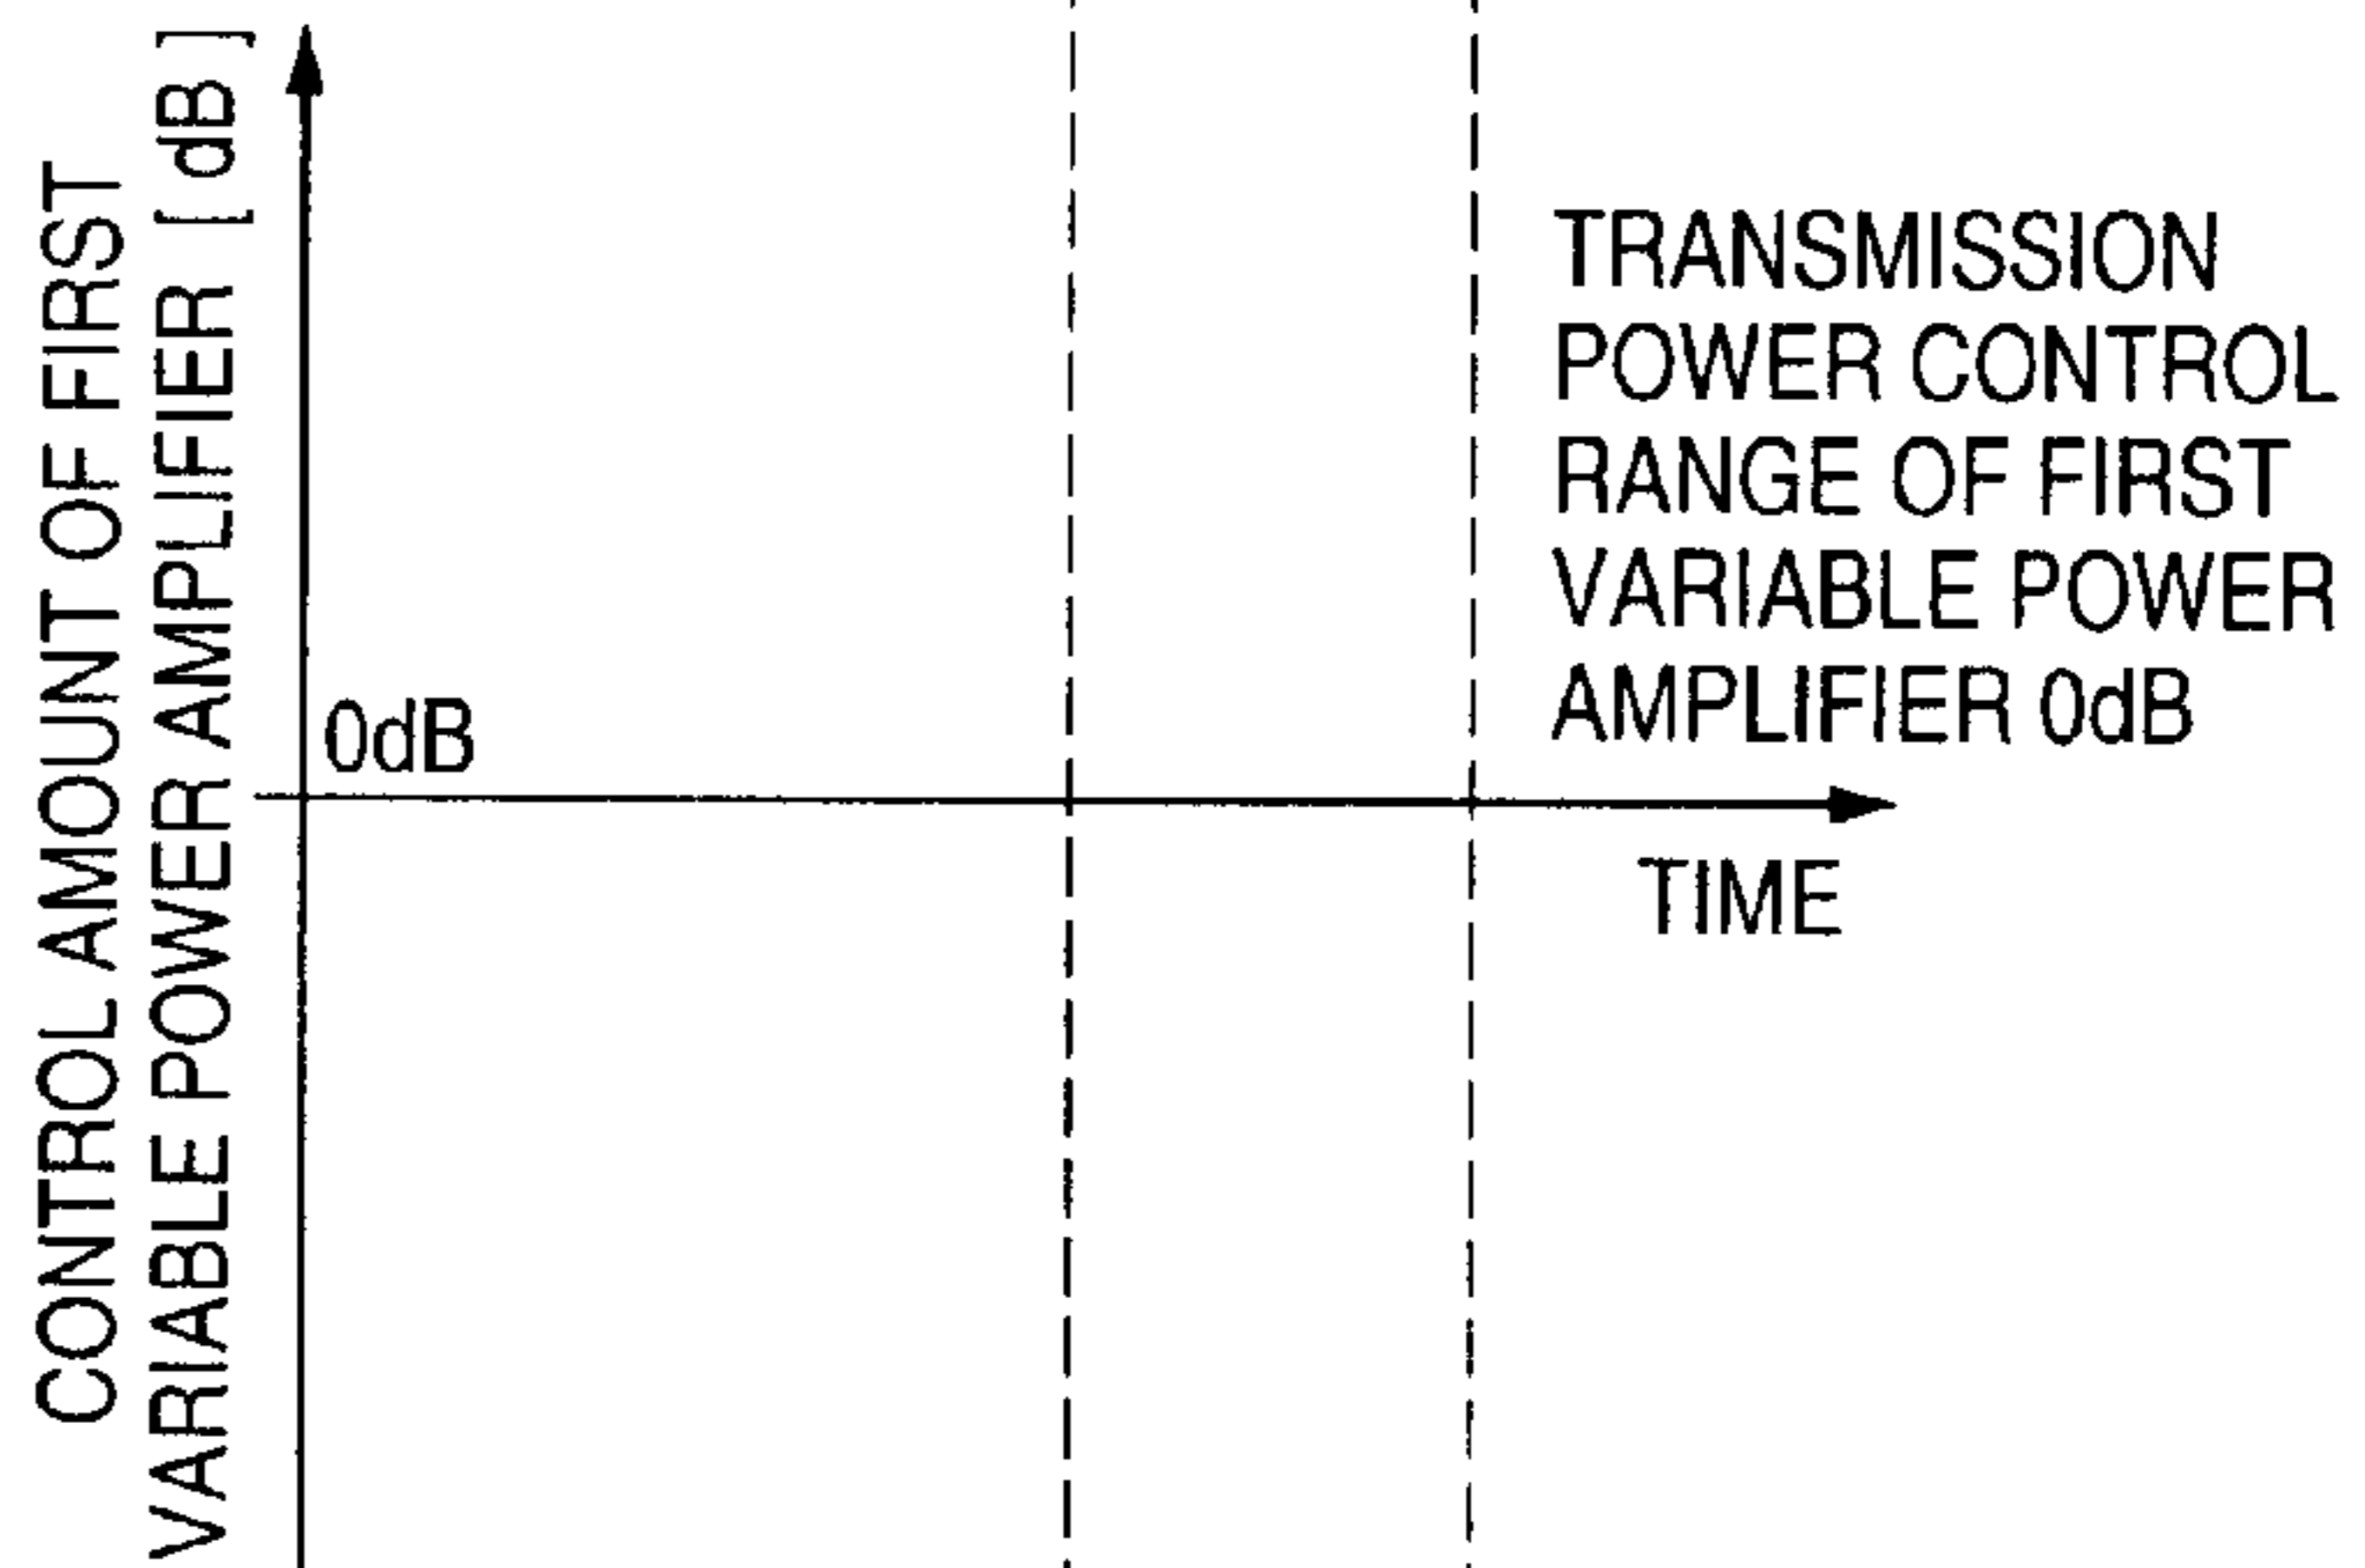 CONTROL AMOUNT OF FIRST
VARIABLE POWER AMPLIFIER [ dB ]
TRANSMISSION
POWER CONTROL
RANGE OF FIRST
VARIABLE POWER
AMPLIFIER 0dB
0dB
TIME